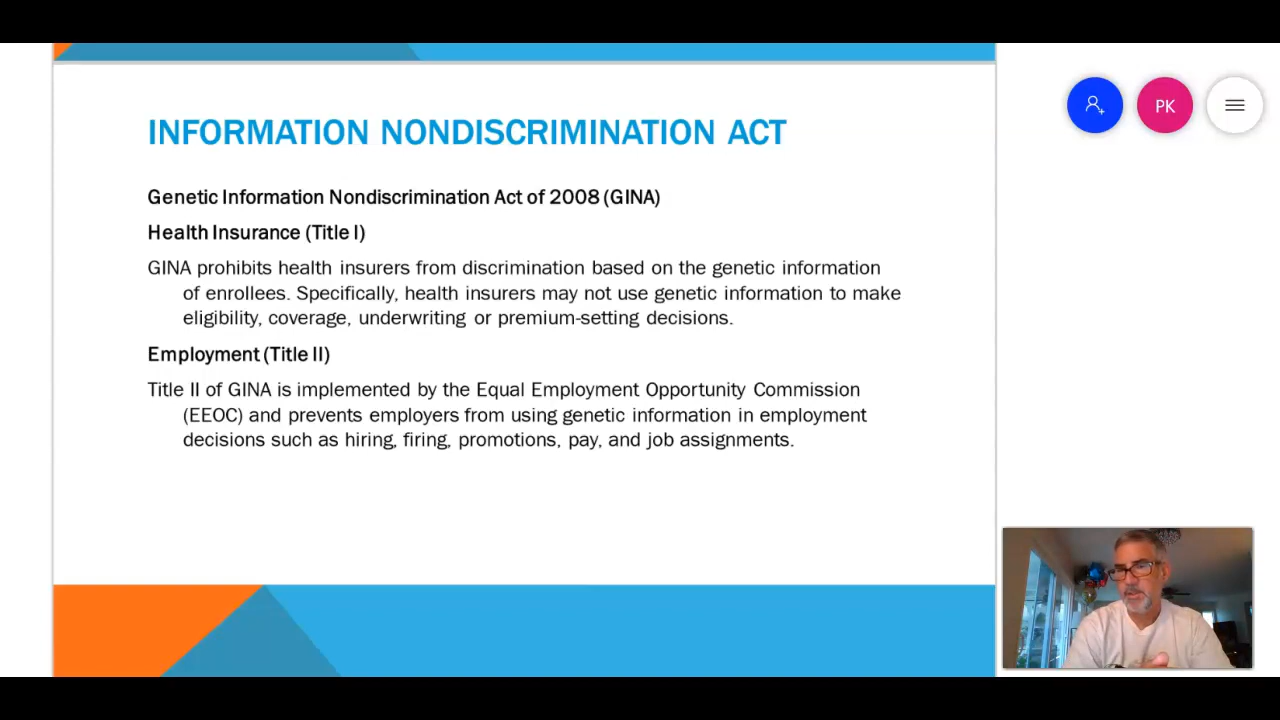 INFORMATION NONDISCRIMINATION ACT
PK
Genetic Information Nondiscrimination Act of 2008 (GINA)
Health Insurance (Title I)
GINA prohibits health insurers from discrimination based on the genetic information
of enrollees. Specifically, health insurers may not use genetic information to make
eligibility, coverage, underwriting or premium-setting decisions.
Employment (Title II)
Title II of GINA is implemented by the Equal Employment Opportunity Commission
(EEOC) and prevents employers from using genetic information in employment
decisions such as hiring, firing, promotions, pay, and job assignments.